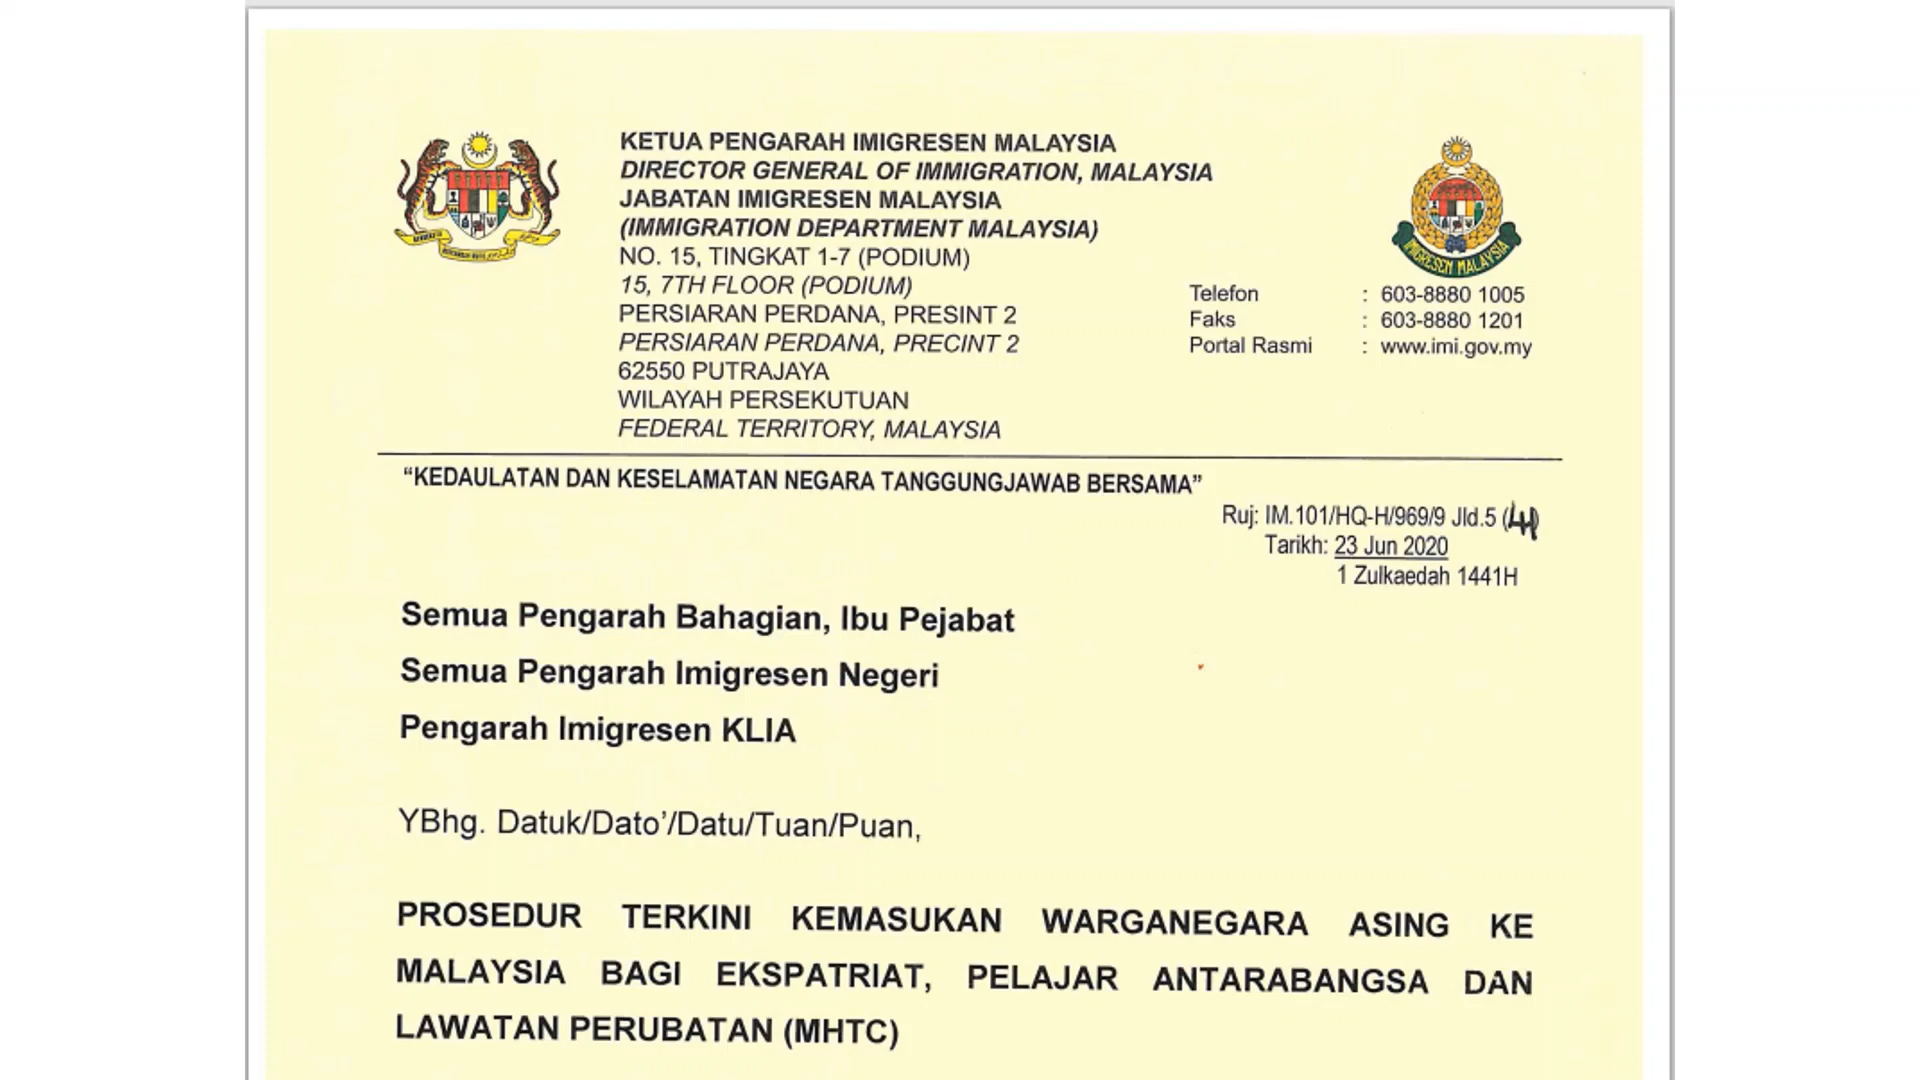 KETUA PENGARAH IMIGRESEN MALAYSIA
DIRECTOR GENERAL OF IMMIGRATION, MALAYSIA
JABATAN IMIGRESEN MALAYSIA
(IMMIGRATION DEPARTMENT MALAYSIA)
NO. 15, TINGKAT 1-7 (PODIUM)
15, 7TH FLOOR (PODIUM)
PERSIARAN PERDANA, PRESINT 2
PERSIARAN PERDANA, PRECINT 2
62550 PUTRAJAYA
WILAYAH PERSEKUTUAN
FEDERAL TERRITORY, MALAYSIA
IMIGRESEN MALAYSIA
Telefon : 603-8880 1005
Faks : 603-8880 1201
Portal Rasmi : www.imi.gov.my
“KEDAULATAN DAN KESELAMATAN NEGARA TANGGUNGJAWAB BERSAMA”
Ruj: IM.101/HQ-H/969/9 Jld.5
Tarikh: 23 Jun 2020
1 Zulkaedah 1441H
Semua Pengarah Bahagian, Ibu Pejabat
Semua Pengarah Imigresen Negeri
Pengarah Imigresen KLIA
YBhg. Datuk/Dato’/Datu/Tuan/Puan,
PROSEDUR TERKINI KEMASUKAN WARGANEGARA ASING KE
MALAYSIA BAGI EKSPATRIAT, PELAJAR ANTARABANGSA DAN
LAWATAN PERUBATAN (MHTC)